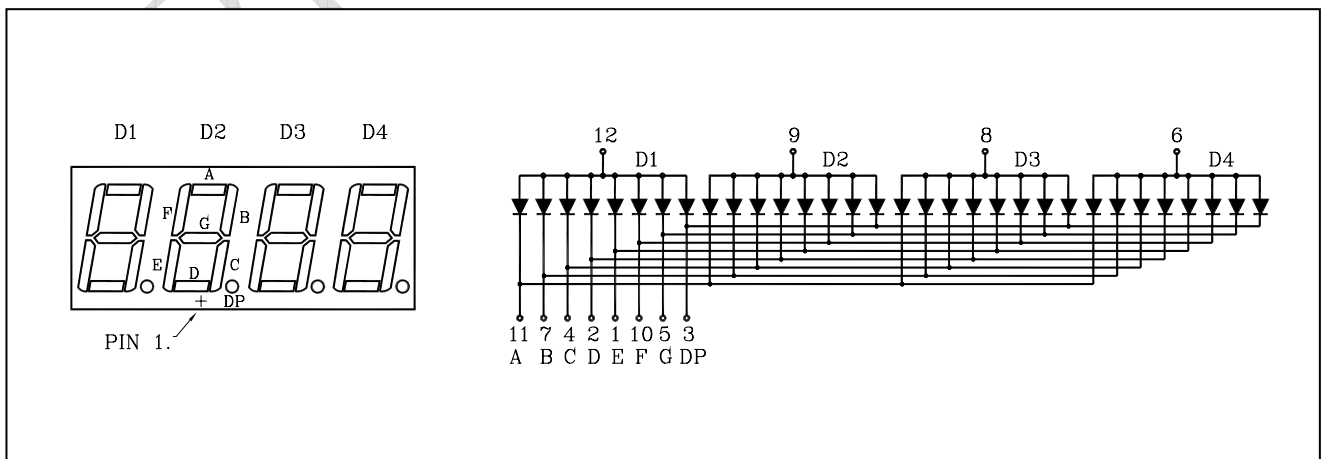 D1 D2 D3 D4
A
F G B
E D C
+ DP
PIN 1.
12 9 8 6
D1 D2 D3 D4
11 7 4 2 1 10 5 3
A B C D E F G DP